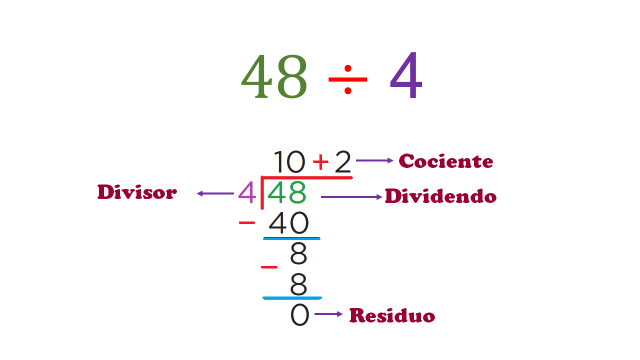 48 ÷ 4
10 + 2 Cociente
Divisor 4 48 Dividendo
− 40
8
−
8
0 Residuo